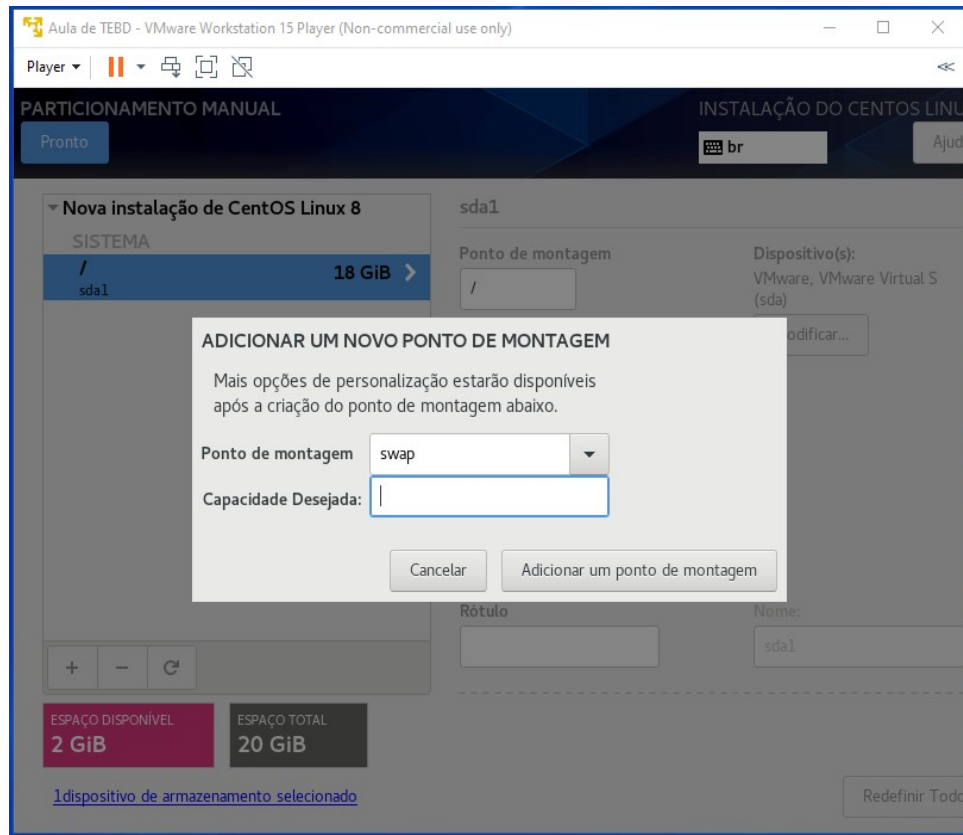 Aula de TEBD - VMware Workstation 15 Player (Non-commercial use only)
Player
PARTICIONAMENTO MANUAL
INSTALAÇÃO DO CENTOS LINU
Pronto
br
Ajud
Nova instalação de CentOS Linux 8
SISTEMA
/
18 GiB
sda1
sda1
Ponto de montagem
/
Dispositivo(s):
VMware, VMware Virtual S
(sda)
odificar...
ADICIONAR UM NOVO PONTO DE MONTAGEM
Mais opções de personalização estarão disponíveis
após a criação do ponto de montagem abaixo.
Ponto de montagem
swap
Capacidade Desejada:
Cancelar
Adicionar um ponto de montagem
Rótulo
Nome:
sda1
ESPAÇO DISPONÍVEL
2 GiB
ESPAÇO TOTAL
20 GiB
1dispositivo de armazenamento selecionado
Redefinir Todo